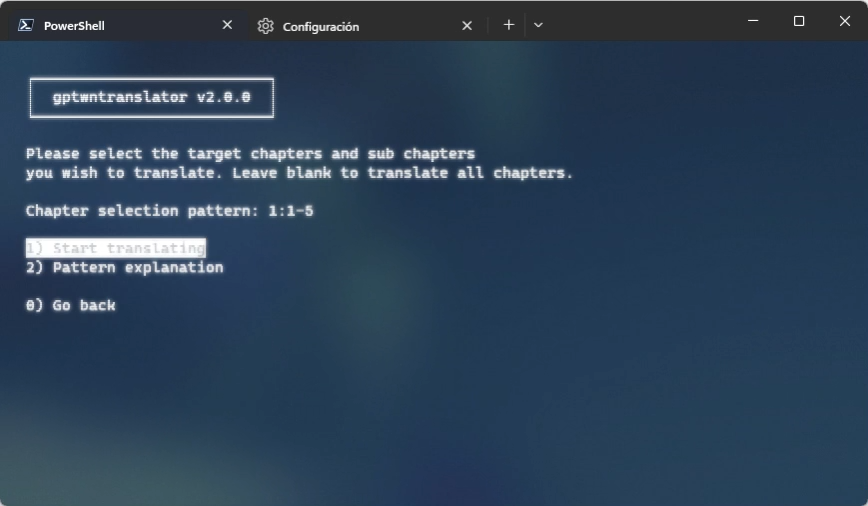 PowerShell
Configuración
gptwntranslator v2.0.0
Please select the target chapters and sub chapters
you wish to translate. Leave blank to translate all chapters.
Chapter selection pattern: 1:1-5
1) Start translating
2) Pattern explanation
0) Go back